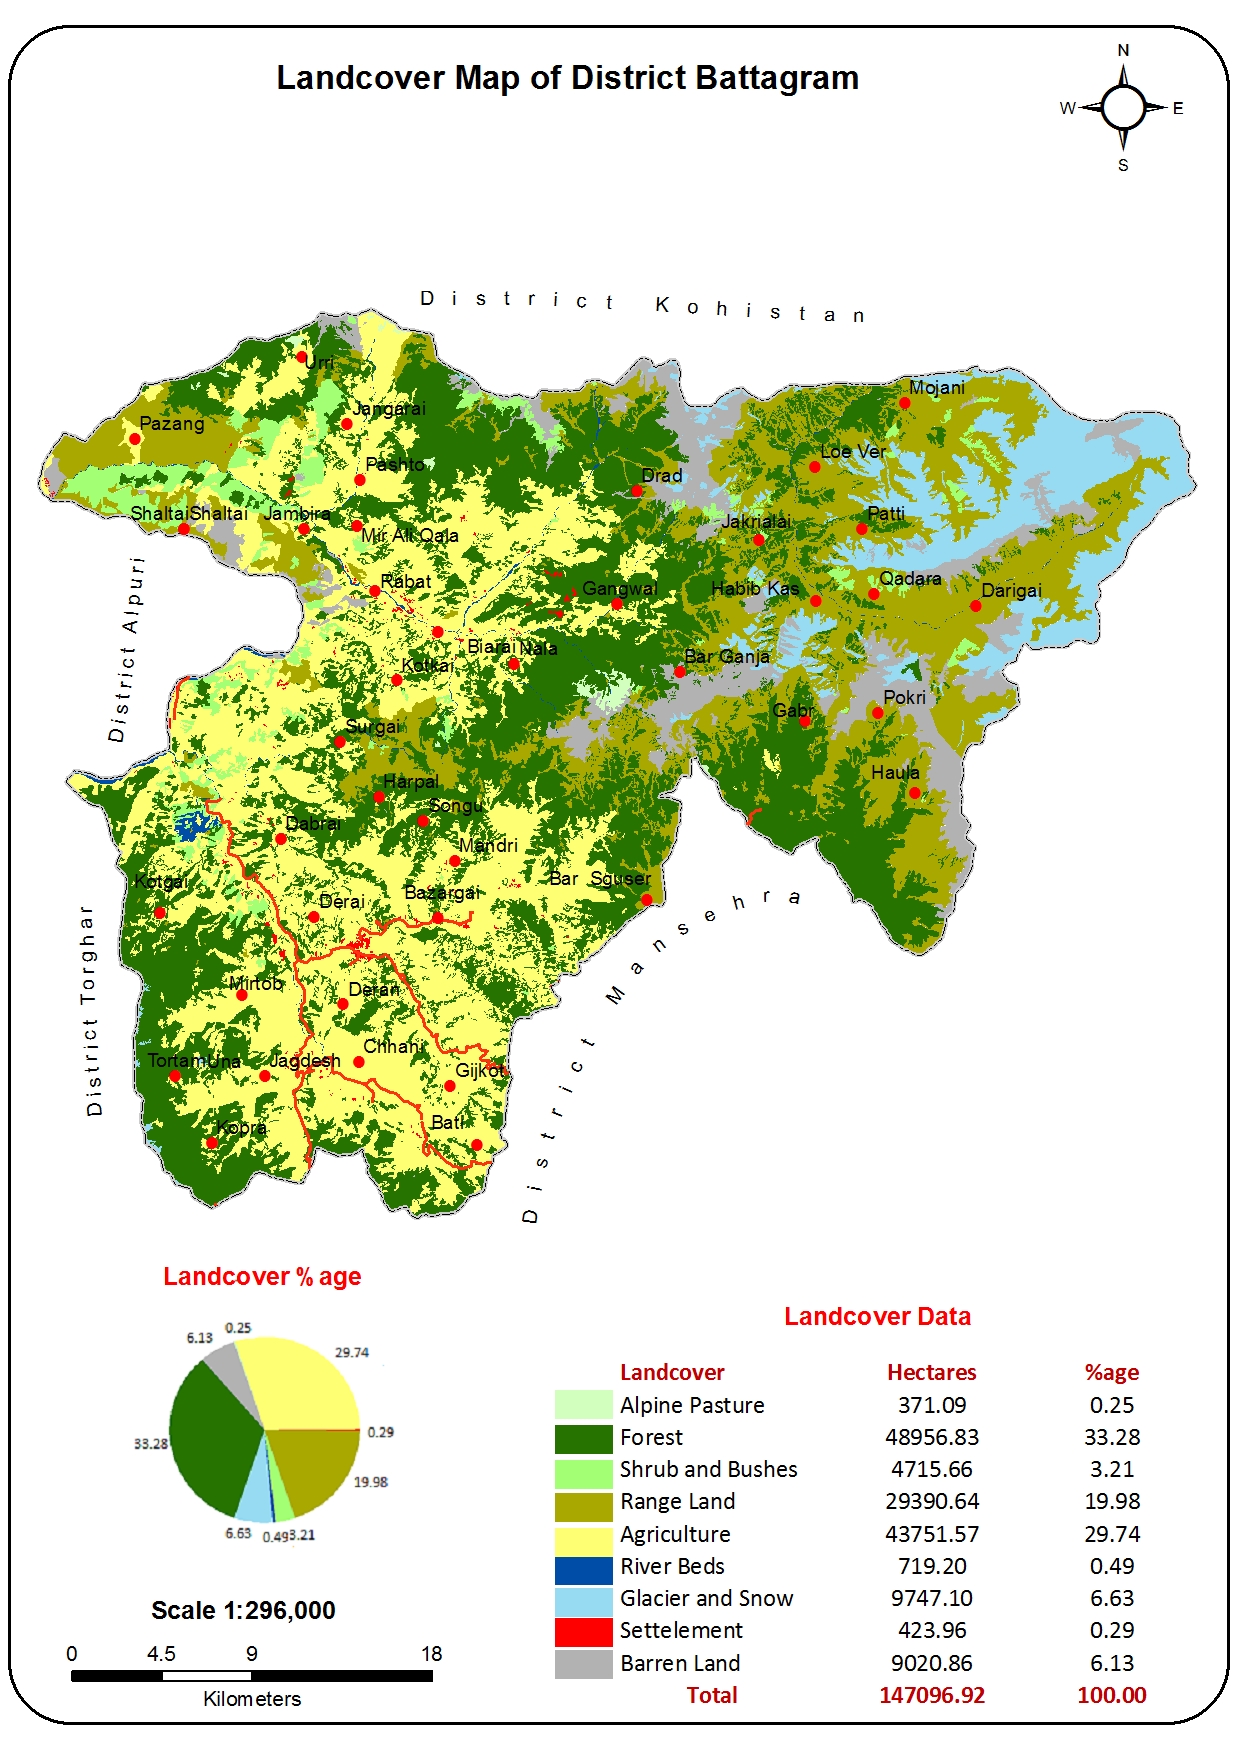 Landcover Map of District Battagram
N
W E
S
District Kohistan
Urri
Mojani
Jangarai
Pazang
Loe Ver
Pashto
Drad
ShaltaiShaltai Jambira
Patti
Jakrialai
Mir Ali Qala
Rabat
Gangwal
Habib Kas
Qadara
Darigai
District Alpuri
Biarai Nala
Kotkai
Bar Ganja
Pokri
Gabr
Surgai
Haula
Harpal
Songu
Dabrai
Mandri
Kotgai
Bazargai
Bar Sguser
Derai
District Mansehra
District Torghar
Mirtob
Deran
Chhani
TortamUna
Jagdesh
Gijkot
Kopra
Batl
Landcover % age
0.25
6.13
29.74
0.29
33.28
19.98
6.63 0.493.21
Scale 1:296,000
0 4.5 9 18
Kilometers
Landcover Data
Landcover Hectares %age
Alpine Pasture 371.09 0.25
Forest 48956.83 33.28
Shrub and Bushes 4715.66 3.21
Range Land 29390.64 19.98
Agriculture 43751.57 29.74
River Beds 719.20 0.49
Glacier and Snow 9747.10 6.63
Settelement 423.96 0.29
Barren Land 9020.86 6.13
Total 147096.92 100.00